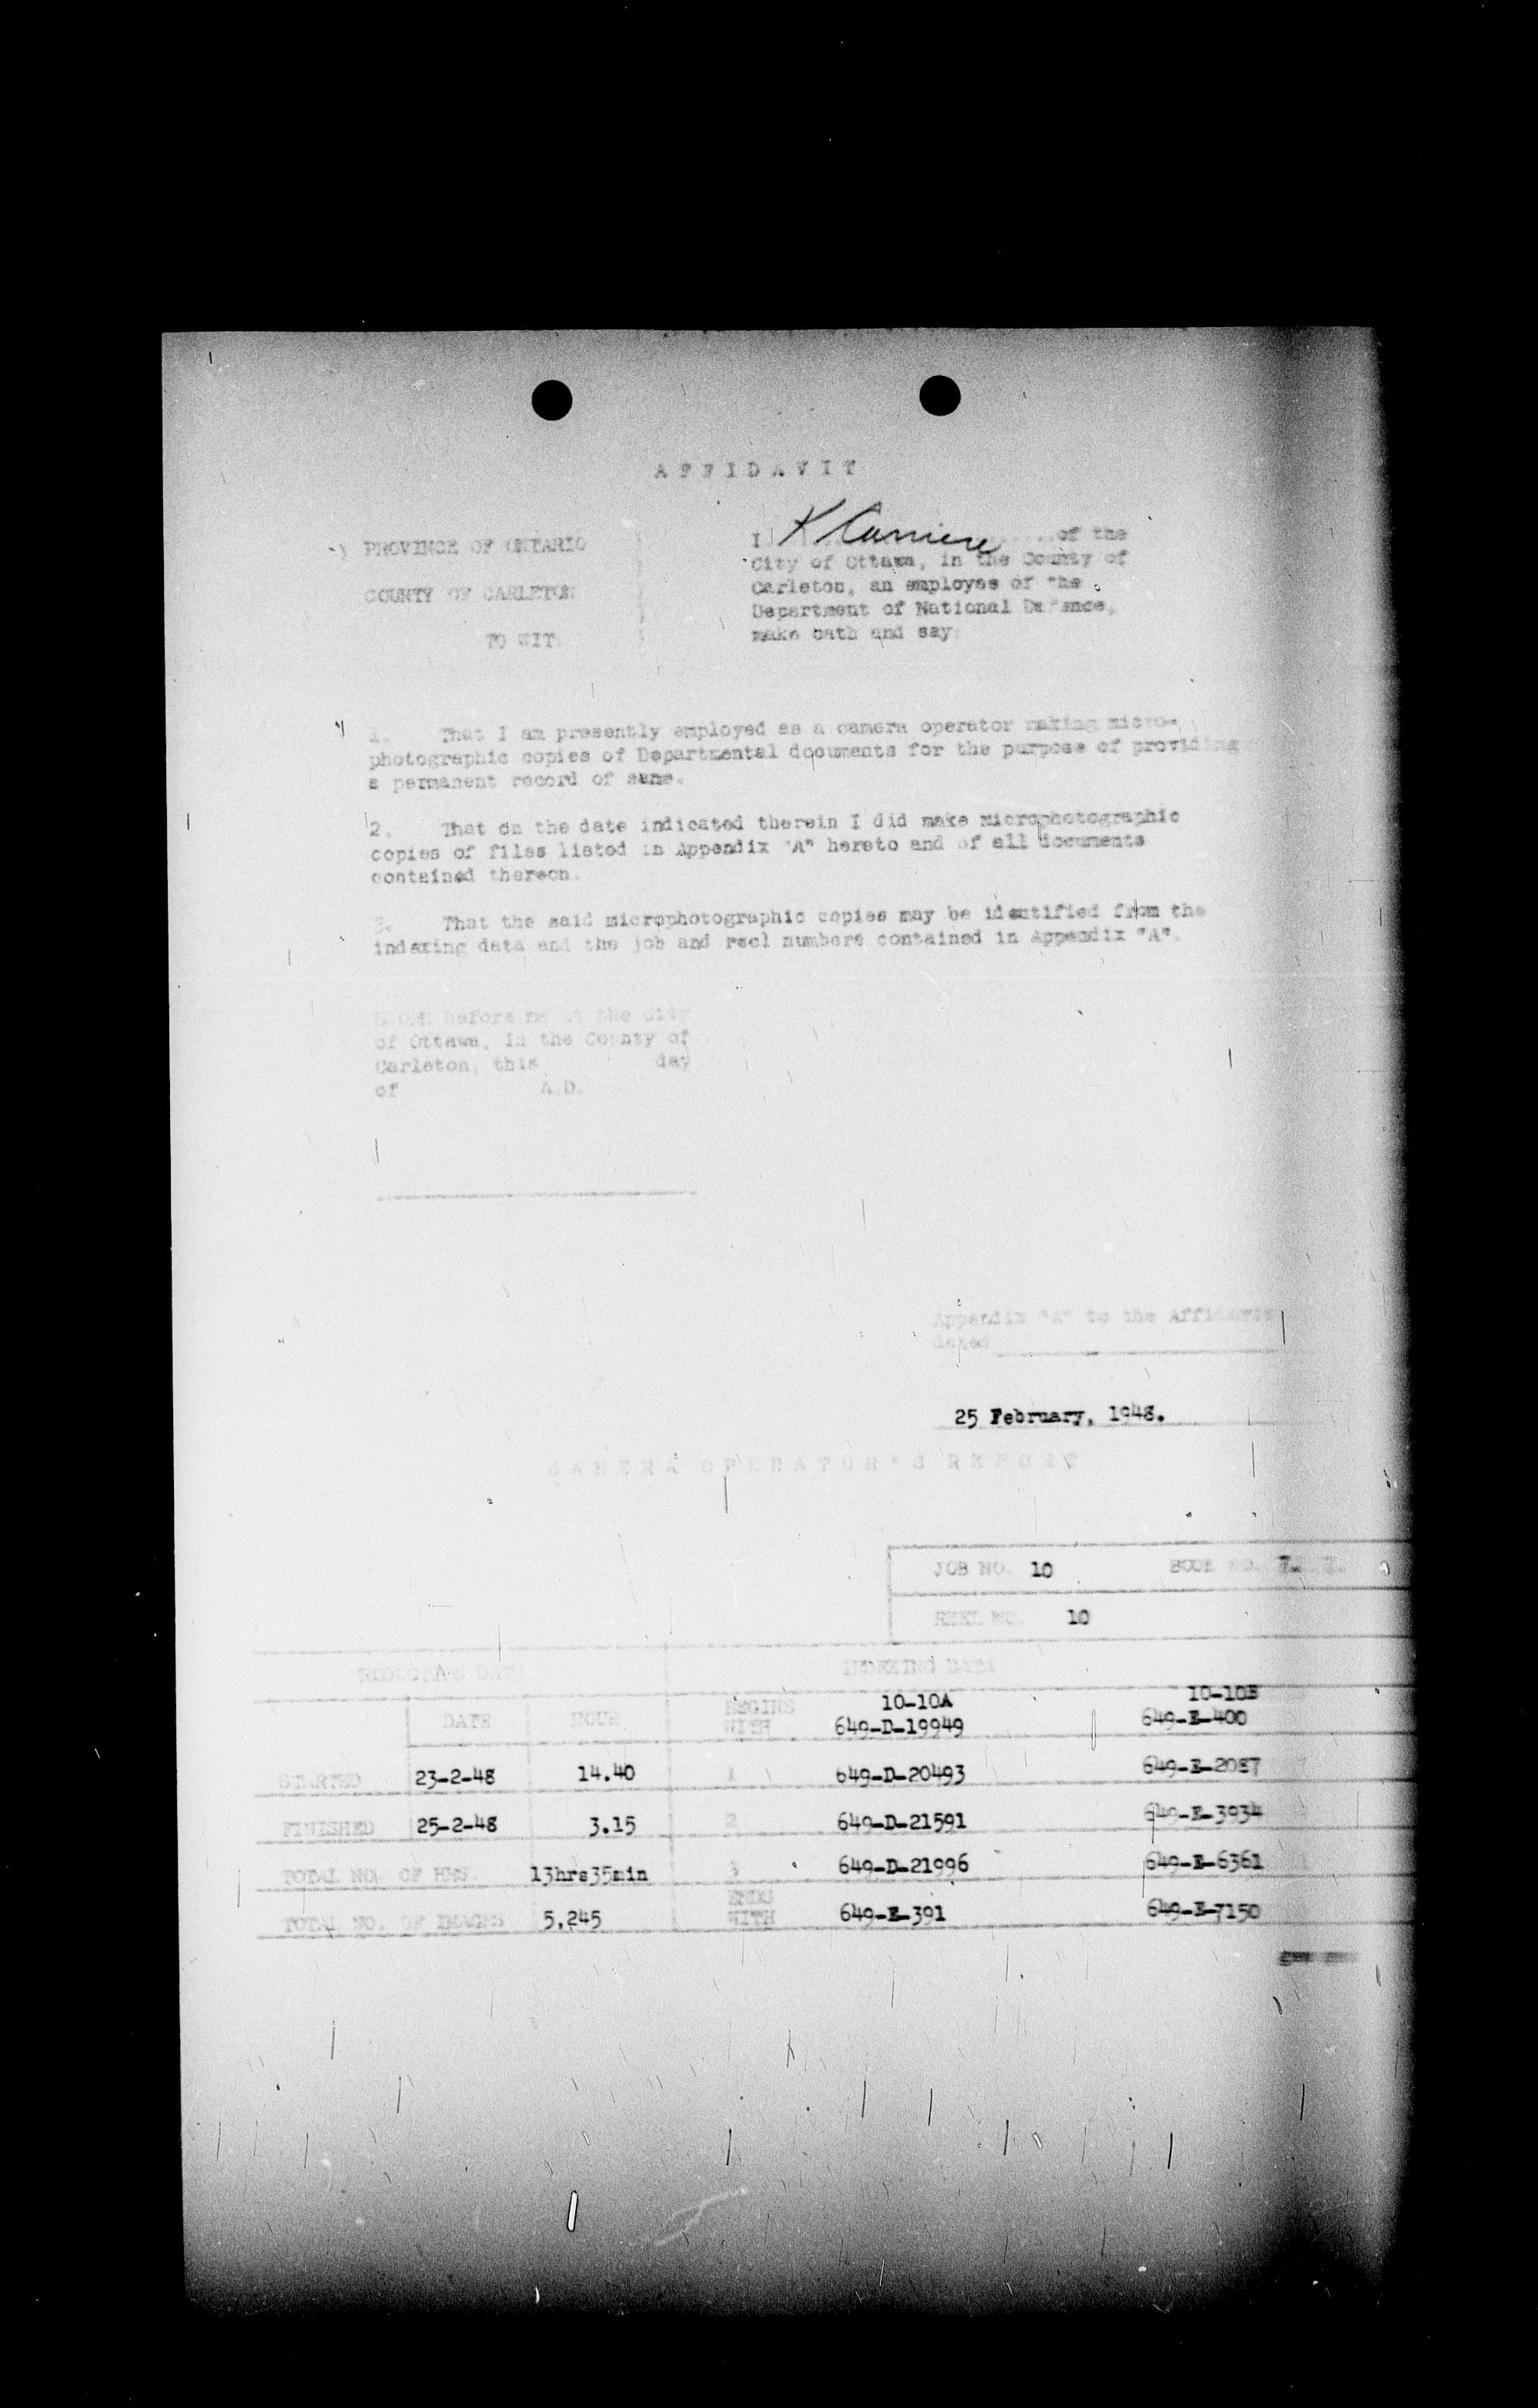 AFFIDAVIT
PROVINCE OF ONTARIO
COUNTY OF CARLETON
TO WIT
I K Carriere of the
City of Ottawa, in the County of
Carleton, an employee of the
Department of National Defence,
make oath and say
1. That I am presently employed as a camera operator making micro-
photographic copies of Departmental documents for the purpose of providing
a permanent record of same.
2. That on the date indicated therein I did make microphotographic
copies of files listed in Appendix "A" hereto and of all documents
contained thereon.
3. That the said microphotographic copies may be identified from the
indexing data and the job and reel numbers contained in Appendix "A".
SWORN before me at the City
of Ottawa, in the County of
Carleton, this day
of A.D.
Appendix "A" to the Affidavit
dated
25 February, 1948.
CAMERA OPERATOR'S REPORT
JOB NO. 10 BOOK NO.
REEL NO. 10
PRODUCTION DATA INDEXING DATA
DATE HOUR BEGINS WITH 10-10A 649-D-19949 10-10B 649-E-400
STARTED 23-2-48 14.40 1 649-D-20493 649-E-2087
FINISHED 25-2-48 3.15 2 649-D-21591 649-E-3934
TOTAL NO. OF HRS. 13hrs35min 3 649-D-21996 649-E-6361
TOTAL NO. OF IMAGES 5,245 ENDS WITH 649-E-391 649-E-7150